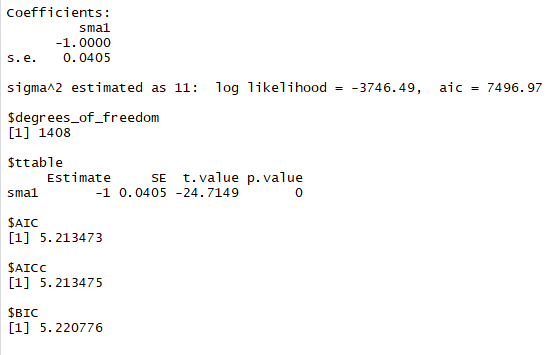 Coefficients:
sma1
-1.0000
s.e. 0.0405
sigma^2 estimated as 11: log likelihood = -3746.49, aic = 7496.97
$degrees_of_freedom
[1] 1408
$ttable
Estimate SE t.value p.value
sma1 -1 0.0405 -24.7149 0
$AIC
[1] 5.213473
$AICc
[1] 5.213475
$BIC
[1] 5.220776